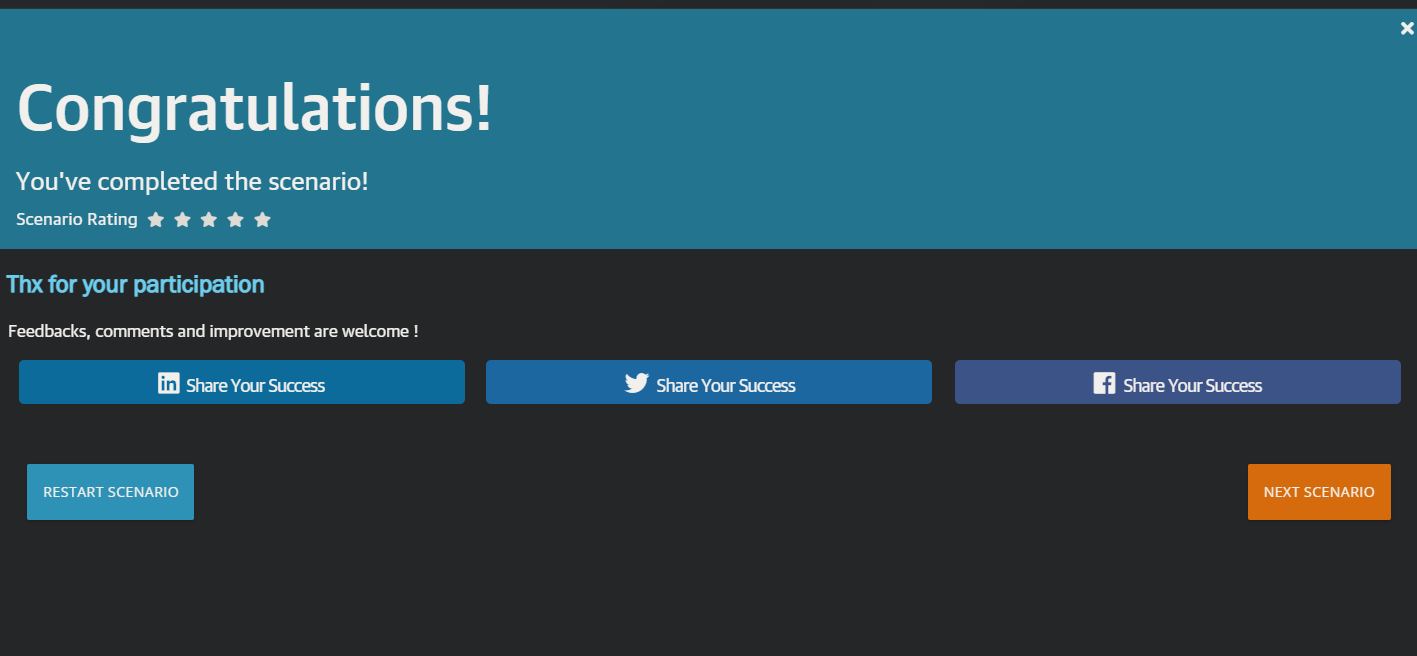 Congratulations!
You've completed the scenario!
Scenario Rating
Thx for your participation
Feedbacks, comments and improvement are welcome !
Share Your Success
Share Your Success
Share Your Success
RESTART SCENARIO
NEXT SCENARIO